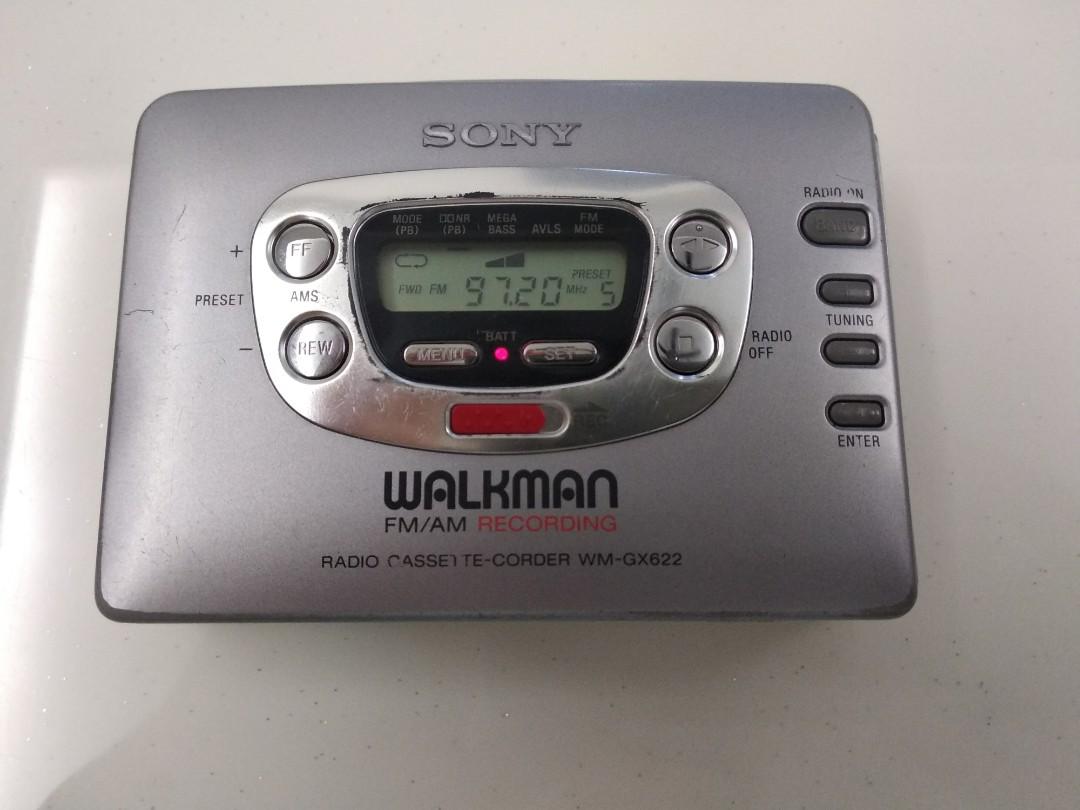 SONY
RADIO ON
MODE (PB)
NR (PB)
MEGA BASS
AVLS
FM MODE
+
FF
PRESET
AMS
PRESET
FWD FM 97.20 MHz 5
TUNING
BATT
−
REW
MENU
SET
RADIO OFF
REC
ENTER
WALKMAN
FM/AM RECORDING
RADIO CASSETTE-CORDER WM-GX622